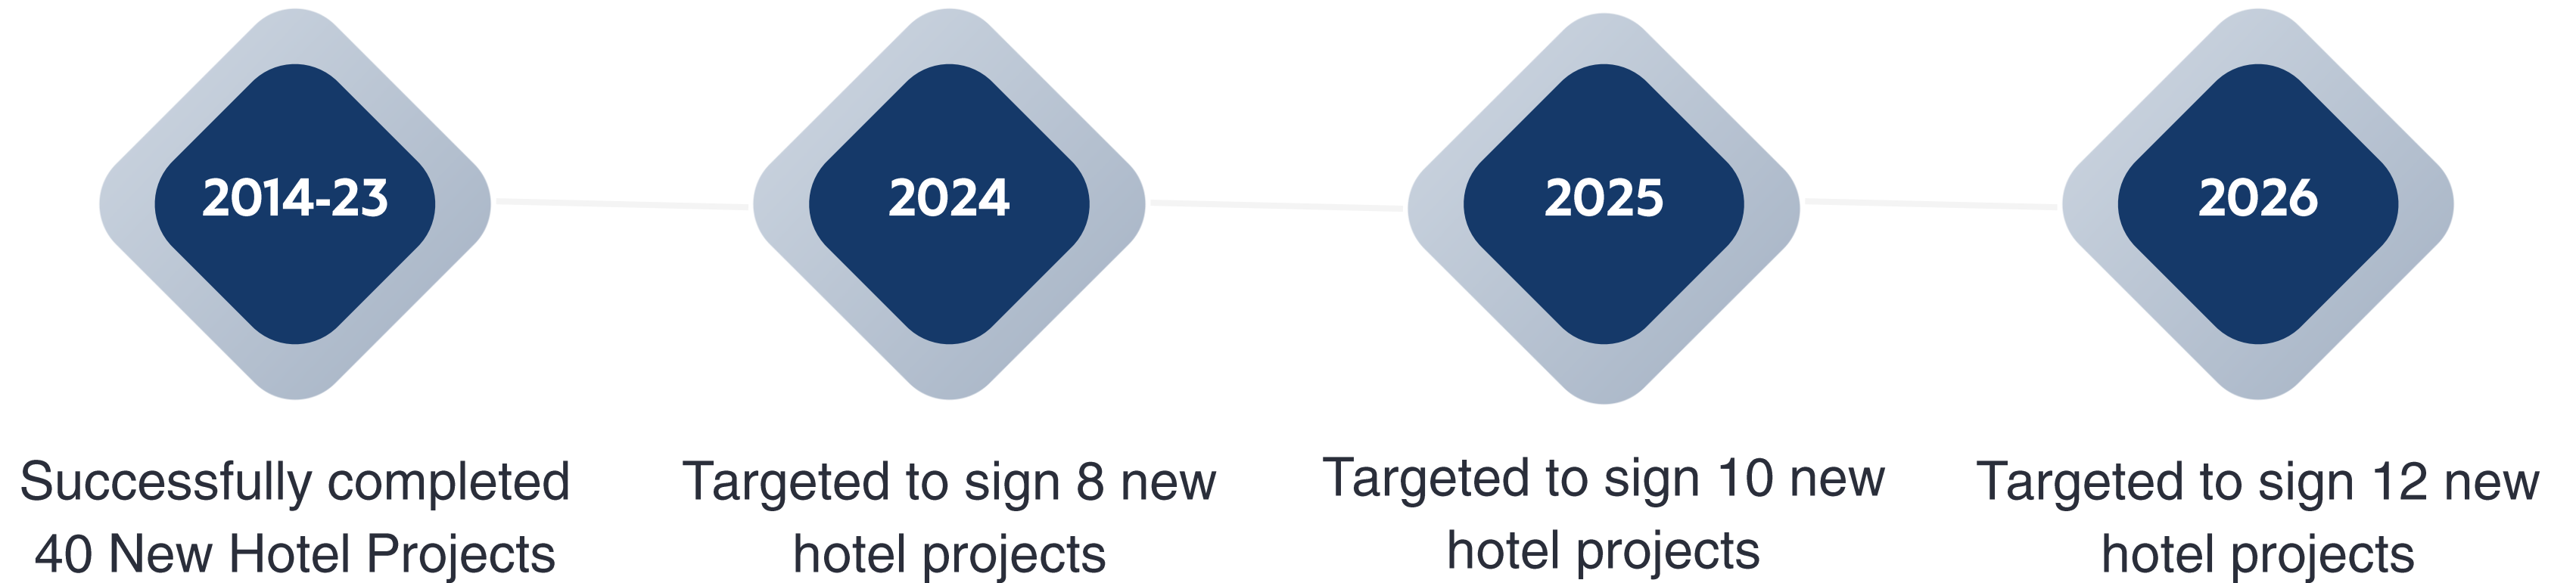 2014-23
2024
2025
2026
Successfully completed
40 New Hotel Projects
Targeted to sign 8 new
hotel projects
Targeted to sign 10 new
hotel projects
Targeted to sign 12 new
hotel projects